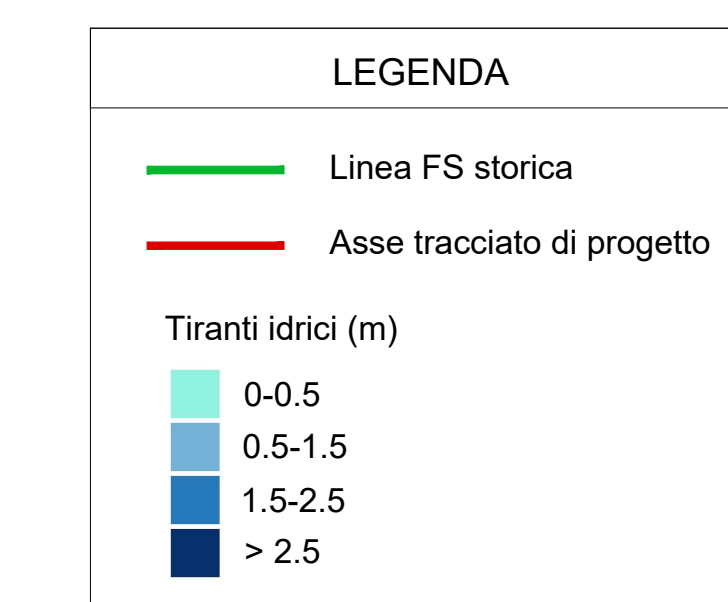 LEGENDA
Linea FS storica
Asse tracciato di progetto
Tiranti idrici (m)
0-0.5
0.5-1.5
1.5-2.5
> 2.5